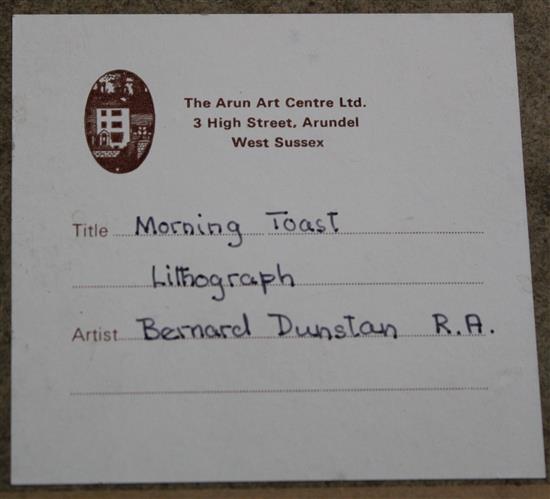 The Arun Art Centre Ltd.
3 High Street, Arundel
West Sussex
Title Morning Toast
Lithograph
Artist Bernard Dunstan R.A.